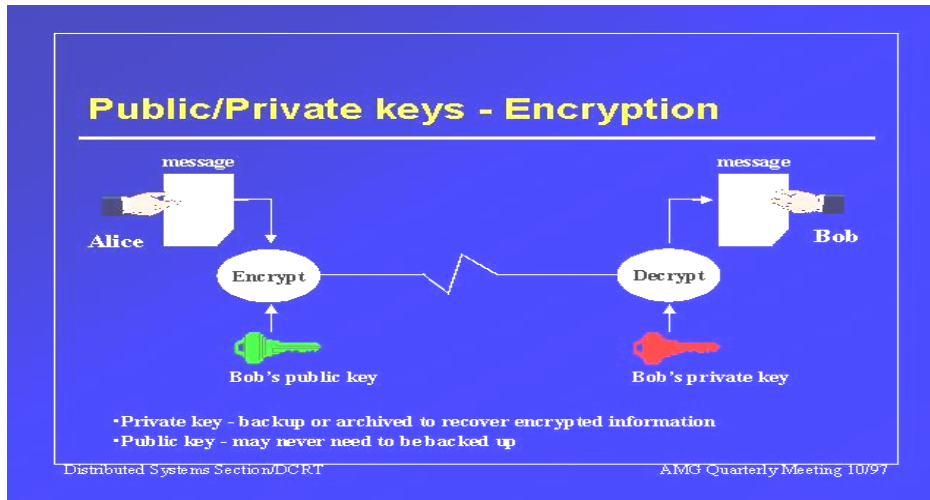 Public/Private keys - Encryption
message
message
Alice
Bob
Encrypt
Decrypt
Bob's public key
Bob's private key
•Private key - backup or archived to recover encrypted information
•Public key - may never need to be backed up
Distributed Systems Section/DCRT
AMG Quarterly Meeting 10/97